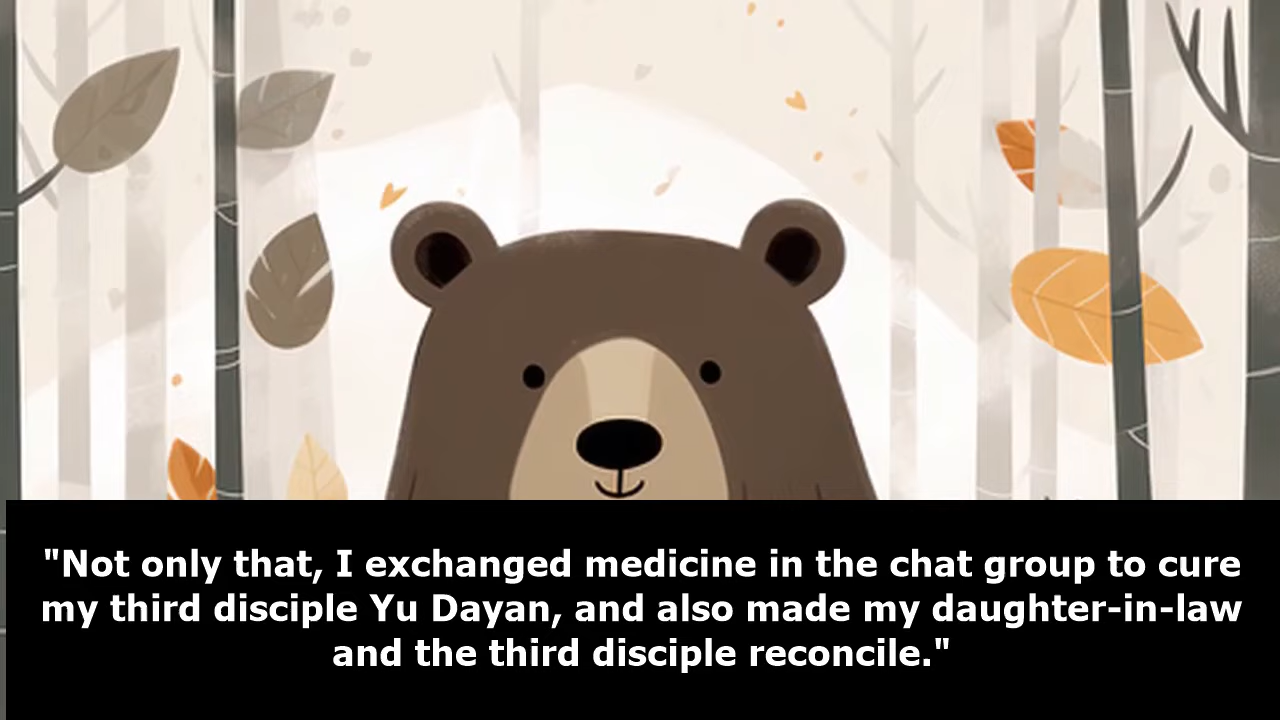 "Not only that, I exchanged medicine in the chat group to cure
my third disciple Yu Dayan, and also made my daughter-in-law
and the third disciple reconcile."